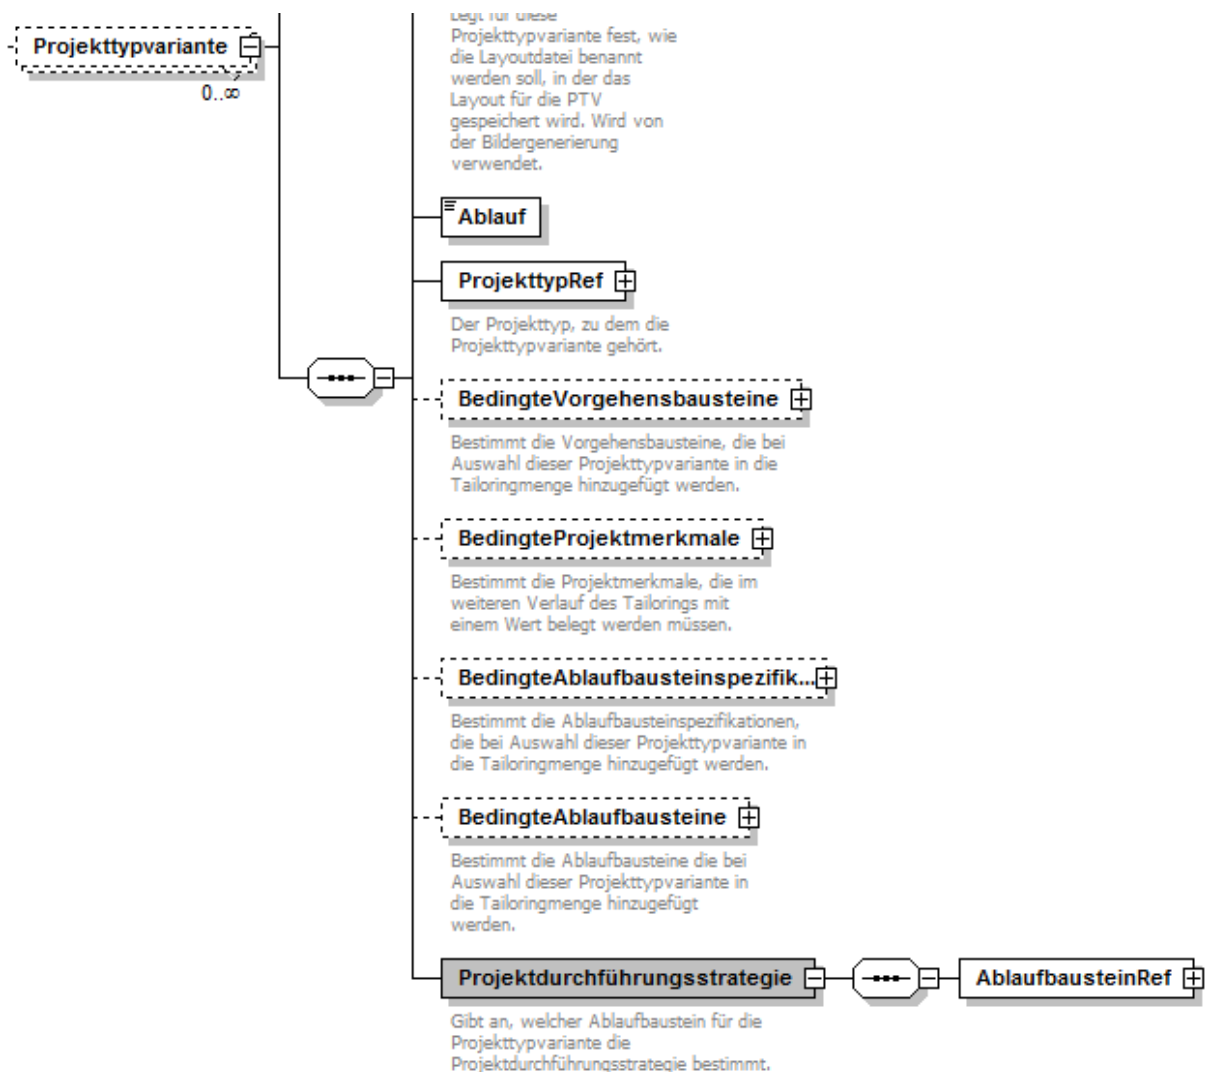 Legt für diese
Projekttypvariante fest, wie
die Layoutdatei benannt
werden soll, in der das
Layout für die PTV
gespeichert wird. Wird von
der Bildergenerierung
verwendet.
Projekttypvariante
0..∞
Ablauf
ProjekttypRef
Der Projekttyp, zu dem die
Projekttypvariante gehört.
BedingteVorgehensbausteine
Bestimmt die Vorgehensbausteine, die bei
Auswahl dieser Projekttypvariante in die
Tailoringmenge hinzugefügt werden.
BedingteProjektmerkmale
Bestimmt die Projektmerkmale, die im
weiteren Verlauf des Tailorings mit
einem Wert belegt werden müssen.
BedingteAblaufbausteinspezifik...
Bestimmt die Ablaufbausteinspezifikationen,
die bei Auswahl dieser Projekttypvariante in
die Tailoringmenge hinzugefügt werden.
BedingteAblaufbausteine
Bestimmt die Ablaufbausteine die bei
Auswahl dieser Projekttypvariante in
die Tailoringmenge hinzugefügt
werden.
Projektdurchführungsstrategie
AblaufbausteinRef
Gibt an, welcher Ablaufbaustein für die
Projekttypvariante die
Projektdurchführungsstrategie bestimmt.